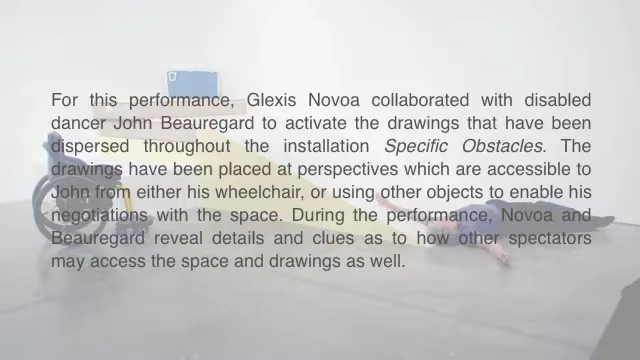 For this performance, Glexis Novoa collaborated with disabled
dancer John Beauregard to activate the drawings that have been
dispersed throughout the installation Specific Obstacles. The
drawings have been placed at perspectives which are accessible to
John from either his wheelchair, or using other objects to enable his
negotiations with the space. During the performance, Novoa and
Beauregard reveal details and clues as to how other spectators
may access the space and drawings as well.